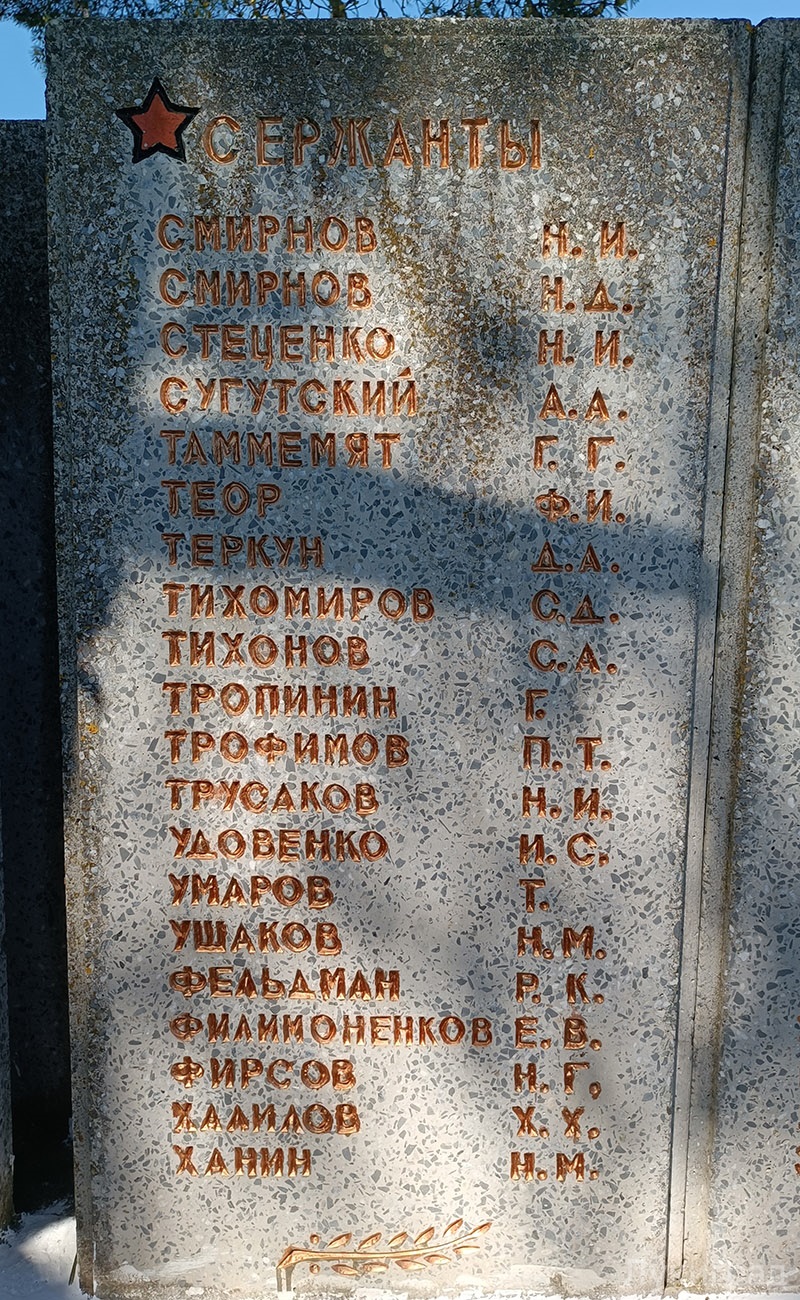 СЕРЖАНТЫ
СМИРНОВ Н. И.
СМИРНОВ Н. Д.
СТЕЦЕНКО Н. И.
СУГУТСКИЙ А. А.
ТАММЕМЯТ Г. Г.
ТЕОР Ф. И.
ТЕРКУН Д. А.
ТИХОМИРОВ С. Д.
ТИХОНОВ С. А.
ТРОПИНИН Г.
ТРОФИМОВ П. Т.
ТРУСАКОВ Н. И.
УДОВЕНКО И. С.
УМАРОВ Т.
УШАКОВ Н. М.
ФЕЛЬДМАН Р. К.
ФИЛИМОНЕНКОВ Е. В.
ФИРСОВ Н. Г.
ХАЛИЛОВ Х. Х.
ХАНИН Н. М.